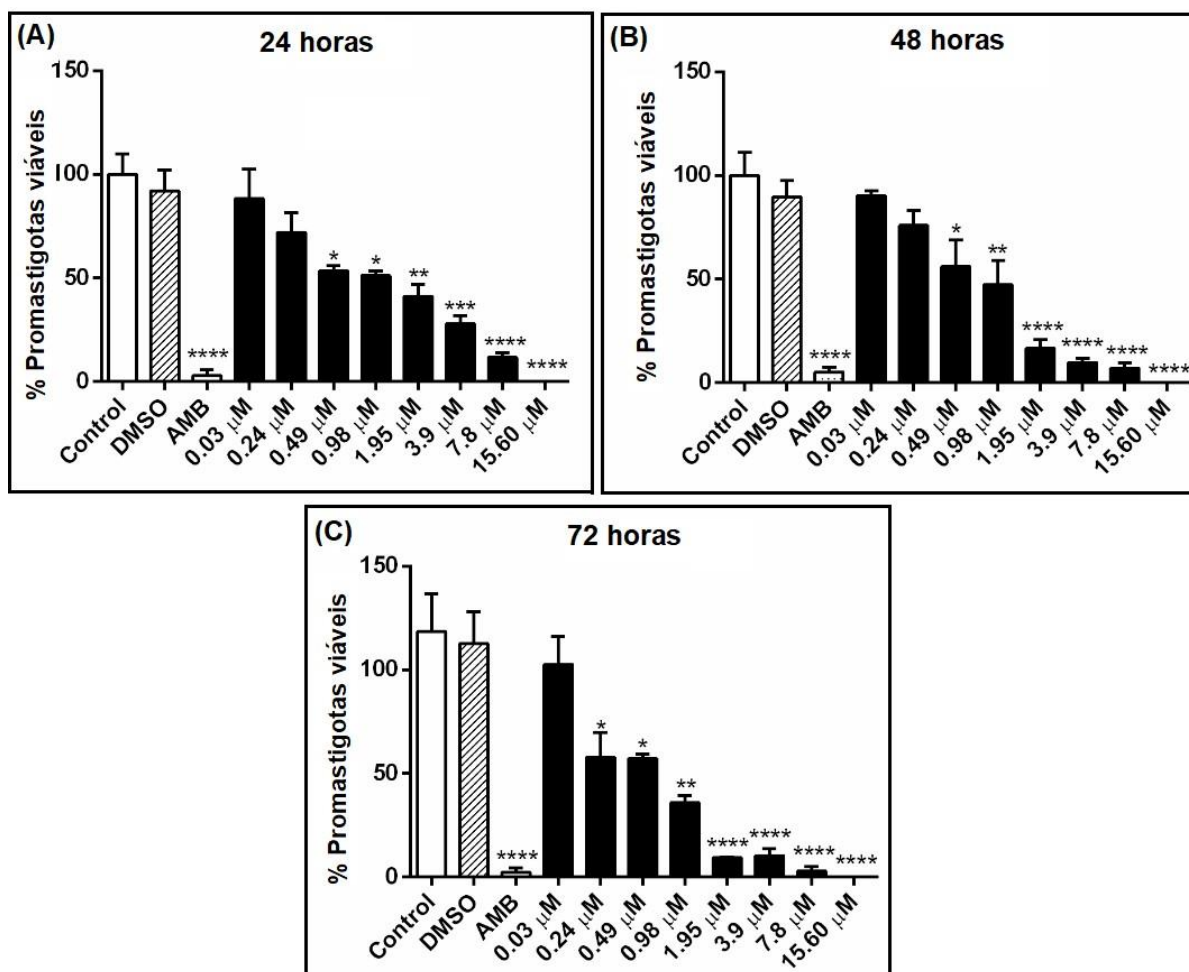 (A)
24 horas
% Promastigotas viáveis
150
100
50
0
*
*
**
***
****
****
****
Control
DMSO
AMB
0.03 µM
0.24 µM
0.49 µM
0.98 µM
1.95 µM
3.9 µM
7.8 µM
15.60 µM
(B)
48 horas
% Promastigotas viáveis
150
100
50
0
*
**
****
****
****
****
****
Control
DMSO
AMB
0.03 µM
0.24 µM
0.49 µM
0.98 µM
1.95 µM
3.9 µM
7.8 µM
15.60 µM
(C)
72 horas
% Promastigotas viáveis
150
100
50
0
*
*
**
****
****
****
****
****
Control
DMSO
AMB
0.03 µM
0.24 µM
0.49 µM
0.98 µM
1.95 µM
3.9 µM
7.8 µM
15.60 µM